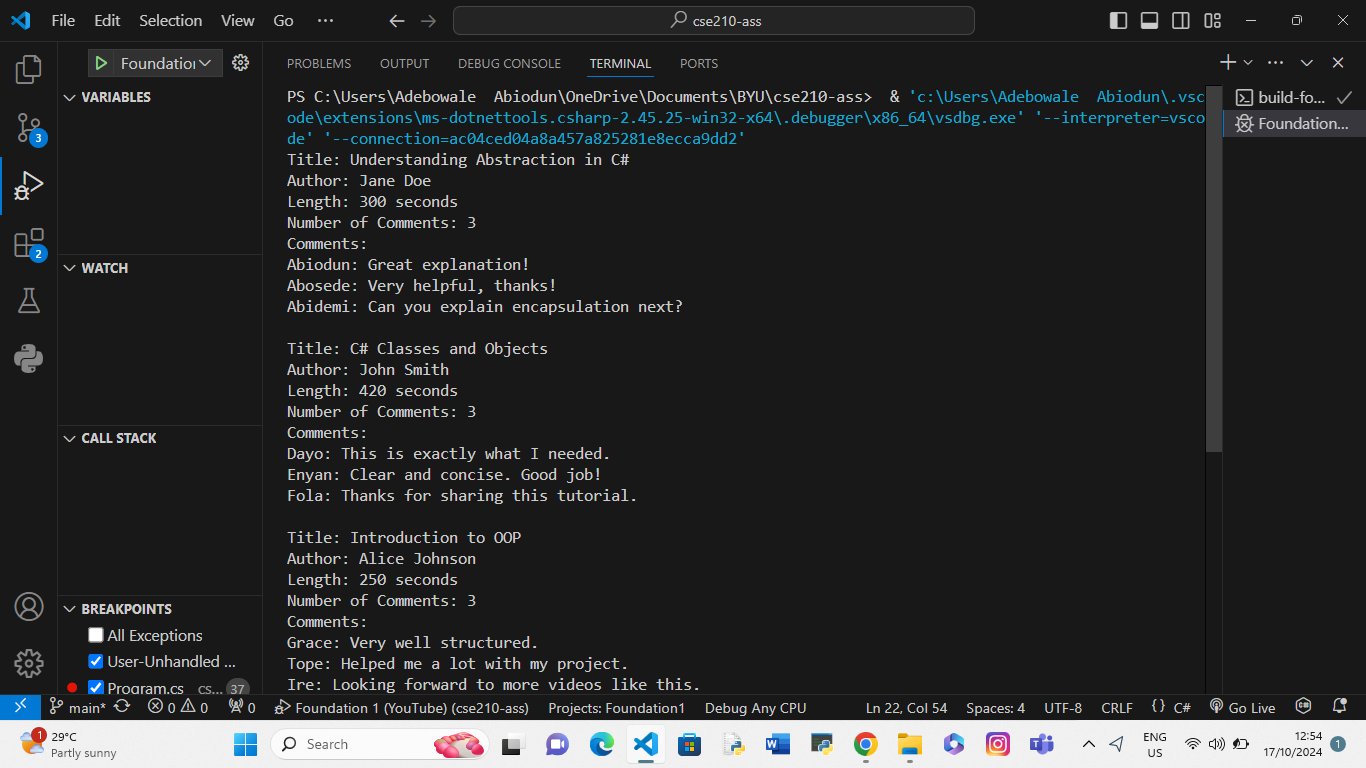 File Edit Selection View Go ··· cse210-ass
Foundation
VARIABLES
WATCH
CALL STACK
BREAKPOINTS
All Exceptions
User-Unhandled ...
Program.cs cs... 37
3
2
PROBLEMS OUTPUT DEBUG CONSOLE TERMINAL PORTS
PS C:\Users\Adebowale  Abiodun\OneDrive\Documents\BYU\cse210-ass>  & 'c:\Users\Adebowale  Abiodun\.vsc
ode\extensions\ms-dotnettools.csharp-2.45.25-win32-x64\.debugger\x86_64\vsdbg.exe' '--interpreter=vsco
de' '--connection=ac04ced04a8a457a825281e8ecca9dd2'
Title: Understanding Abstraction in C#
Author: Jane Doe
Length: 300 seconds
Number of Comments: 3
Comments:
Abiodun: Great explanation!
Abosede: Very helpful, thanks!
Abidemi: Can you explain encapsulation next?
Title: C# Classes and Objects
Author: John Smith
Length: 420 seconds
Number of Comments: 3
Comments:
Dayo: This is exactly what I needed.
Enyan: Clear and concise. Good job!
Fola: Thanks for sharing this tutorial.
Title: Introduction to OOP
Author: Alice Johnson
Length: 250 seconds
Number of Comments: 3
Comments:
Grace: Very well structured.
Tope: Helped me a lot with my project.
Ire: Looking forward to more videos like this.
build-fo...
Foundation...
main* 0 0 0 Foundation 1 (YouTube) (cse210-ass) Projects: Foundation1 Debug Any CPU Ln 22, Col 54 Spaces: 4 UTF-8 CRLF {} C# Go Live
1 29°C
Partly sunny
Search
ENG
US
12:54
17/10/2024
1